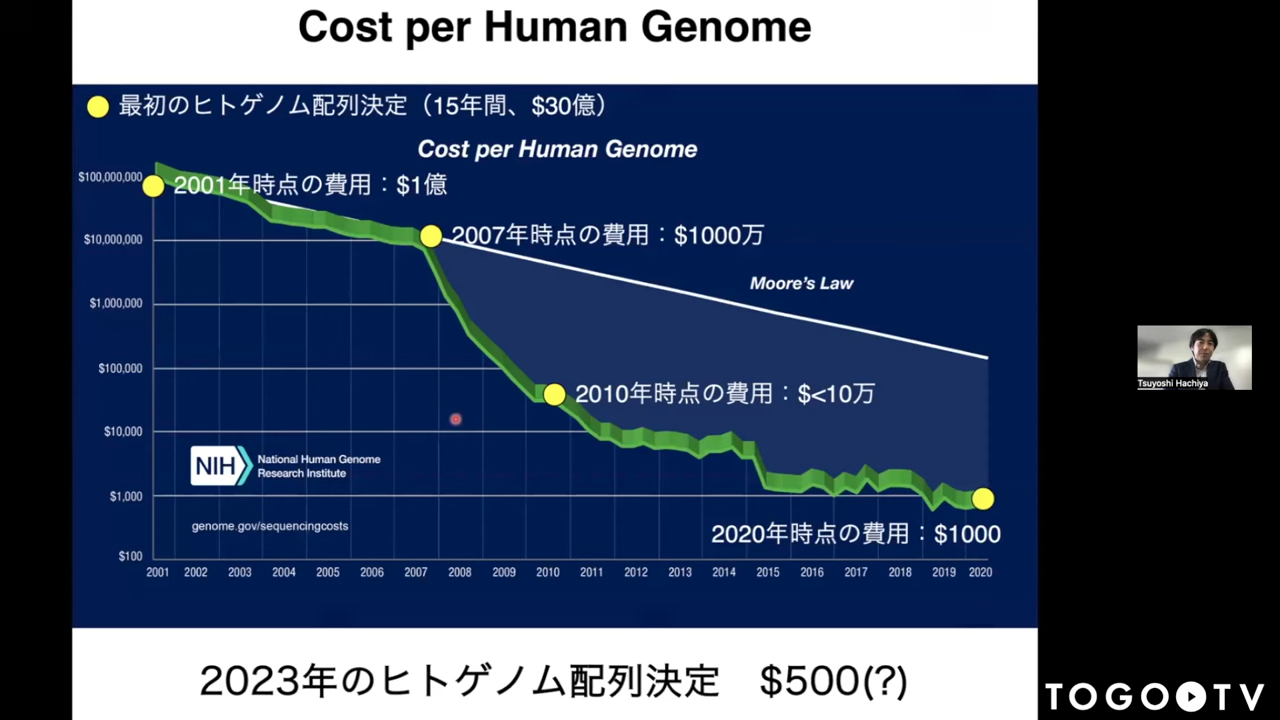 Cost per Human Genome
最初のヒトゲノム配列決定（15年間、$30億）
Cost per Human Genome
$100,000,000
2001年時点の費用：$1億
$10,000,000
2007年時点の費用：$1000万
Moore's Law
$1,000,000
$100,000
2010年時点の費用：$<10万
$10,000
NIH
National Human Genome
Research Institute
$1,000
genome.gov/sequencingcosts
2020年時点の費用：$1000
$100
2001 2002 2003 2004 2005 2006 2007 2008 2009 2010 2011 2012 2013 2014 2015 2016 2017 2018 2019 2020
2023年のヒトゲノム配列決定　$500(?)
Tsuyoshi Hachiya
TOGO TV